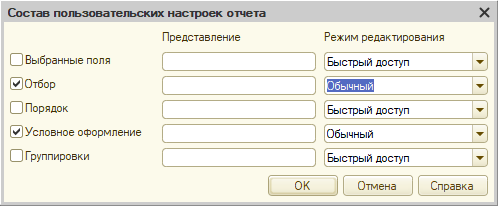 Состав пользовательских настроек отчета
Представление Режим редактирования
Выбранные поля Быстрый доступ
Отбор Обычный
Порядок Быстрый доступ
Условное оформление Обычный
Группировки Быстрый доступ
ОК Отмена Справка